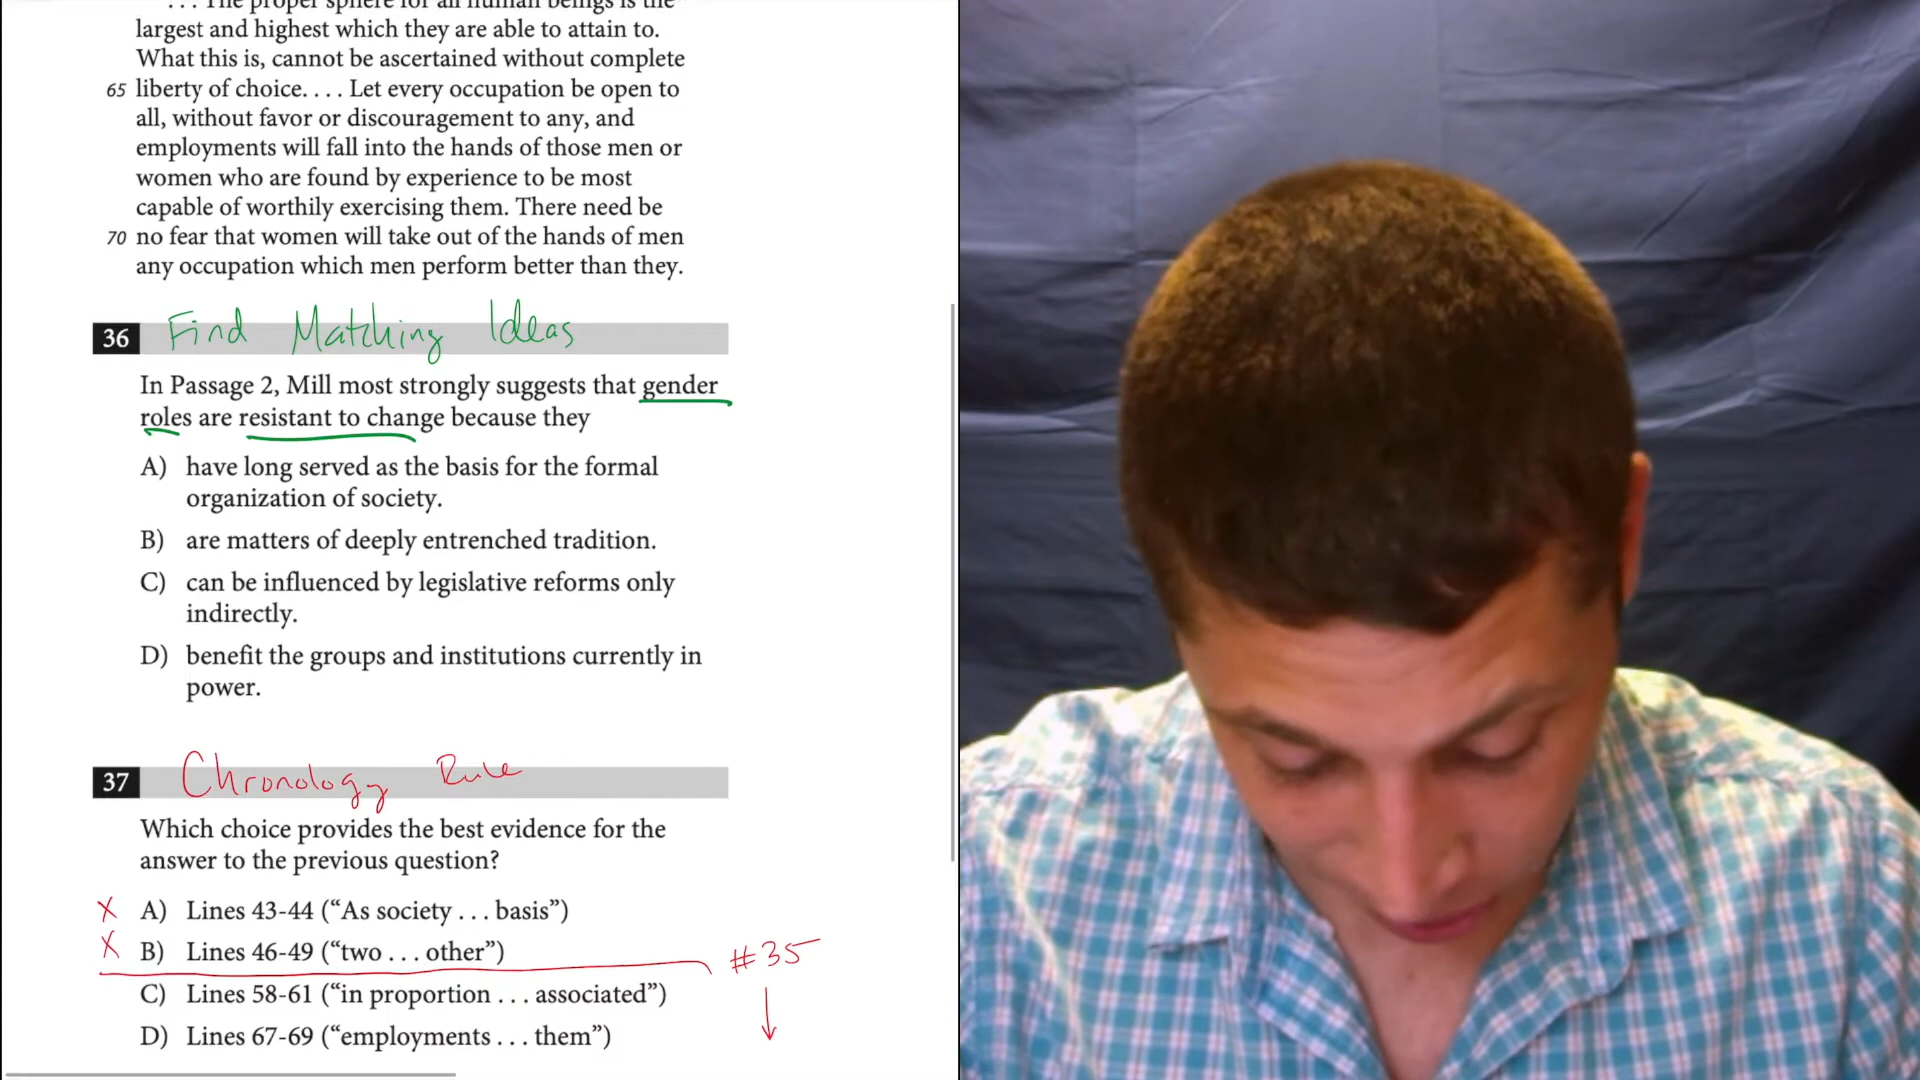 ... The proper sphere for all human beings is the
largest and highest which they are able to attain to.
What this is, cannot be ascertained without complete
65 liberty of choice. . . . Let every occupation be open to
all, without favor or discouragement to any, and
employments will fall into the hands of those men or
women who are found by experience to be most
capable of worthily exercising them. There need be
70 no fear that women will take out of the hands of men
any occupation which men perform better than they.
36 Find Matching Ideas
In Passage 2, Mill most strongly suggests that gender
roles are resistant to change because they
A) have long served as the basis for the formal
organization of society.
B) are matters of deeply entrenched tradition.
C) can be influenced by legislative reforms only
indirectly.
D) benefit the groups and institutions currently in
power.
37 Chronology Rule
Which choice provides the best evidence for the
answer to the previous question?
X A) Lines 43-44 (“As society . . . basis”)
X B) Lines 46-49 (“two . . . other”)
#35
C) Lines 58-61 (“in proportion . . . associated”)
D) Lines 67-69 (“employments . . . them”)